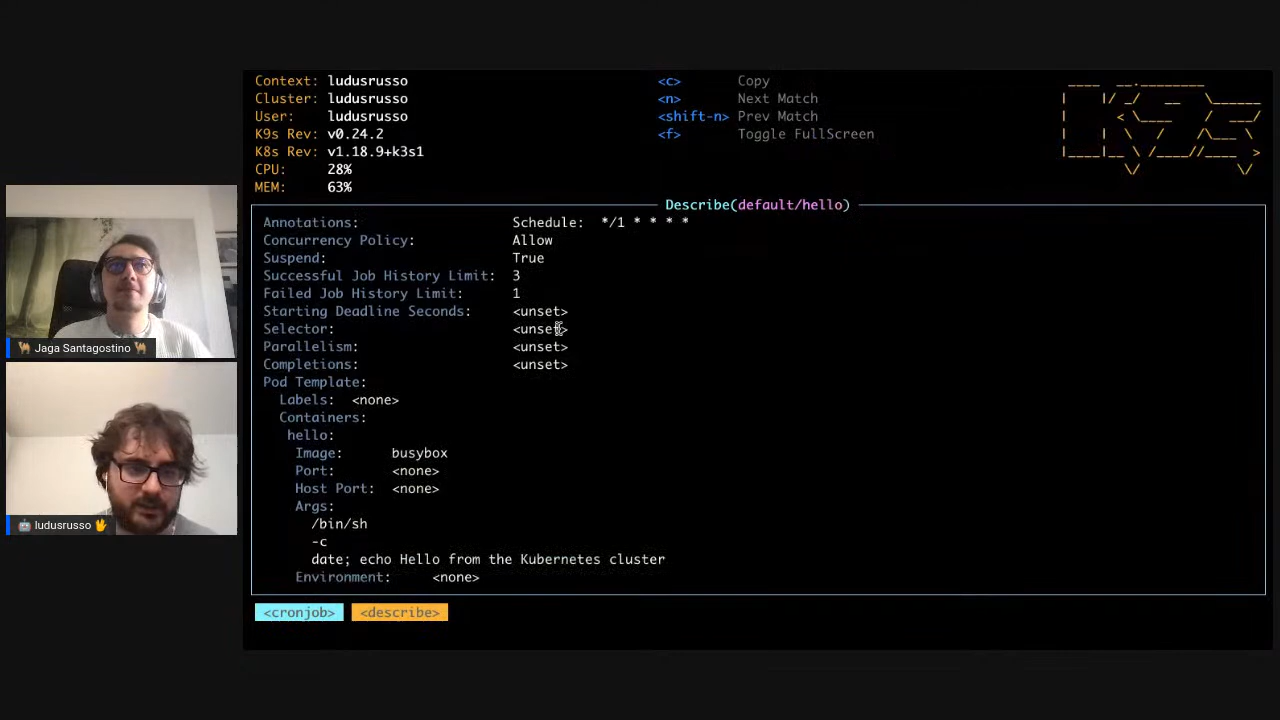 Context: ludusrusso
Cluster: ludusrusso
User: ludusrusso
K9s Rev: v0.24.2
K8s Rev: v1.18.9+k3s1
CPU: 28%
MEM: 63%
<c> Copy
<n> Next Match
<shift-n> Prev Match
<f> Toggle FullScreen
K9s
Describe(default/hello)
Annotations: Schedule: */1 * * * *
Concurrency Policy: Allow
Suspend: True
Successful Job History Limit: 3
Failed Job History Limit: 1
Starting Deadline Seconds: <unset>
Selector: <unset>
Parallelism: <unset>
Completions: <unset>
Pod Template:
Labels: <none>
Containers:
hello:
Image: busybox
Port: <none>
Host Port: <none>
Args:
/bin/sh
-c
date; echo Hello from the Kubernetes cluster
Environment: <none>
<cronjob> <describe>
🐫 Jaga Santagostino 🐫
🤖 ludusrusso 🖖